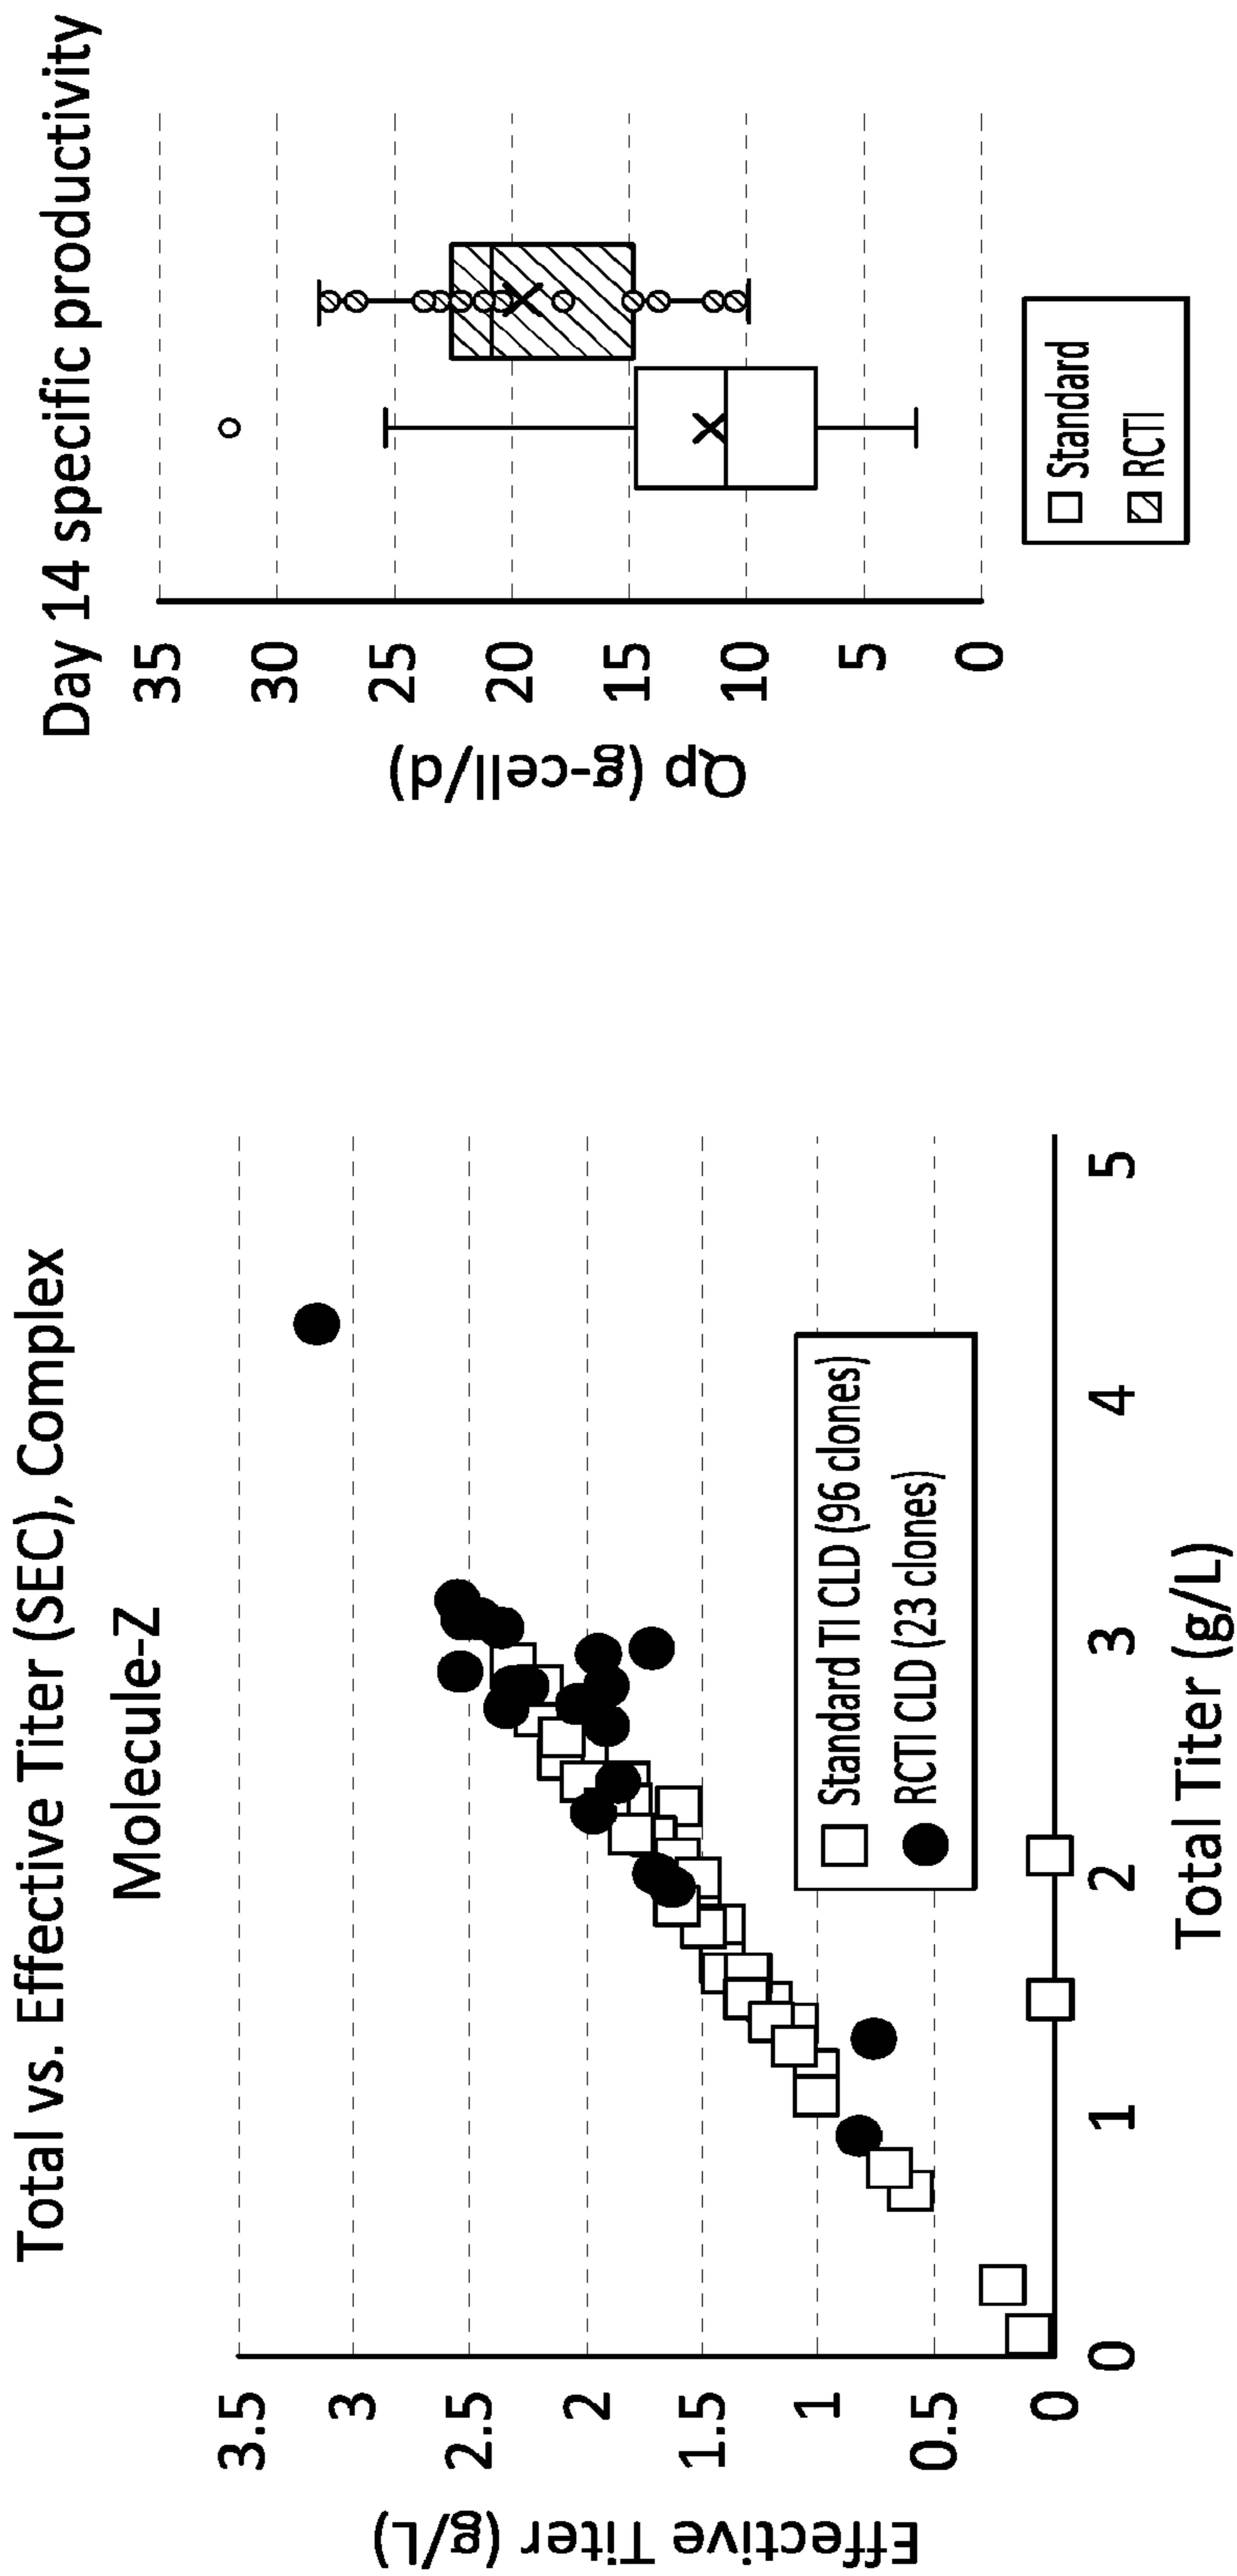 Total vs. Effective Titer (SEC), Complex
Molecule-Z
Effective Titer (g/L)
3.5
3
2.5
2
1.5
1
0.5
0
Standard TI CLD (96 clones)
RCTI CLD (23 clones)
0 1 2 3 4 5
Total Titer (g/L)
Day 14 specific productivity
Qp (g-cell/d)
35
30
25
20
15
10
5
0
Standard
RCTI